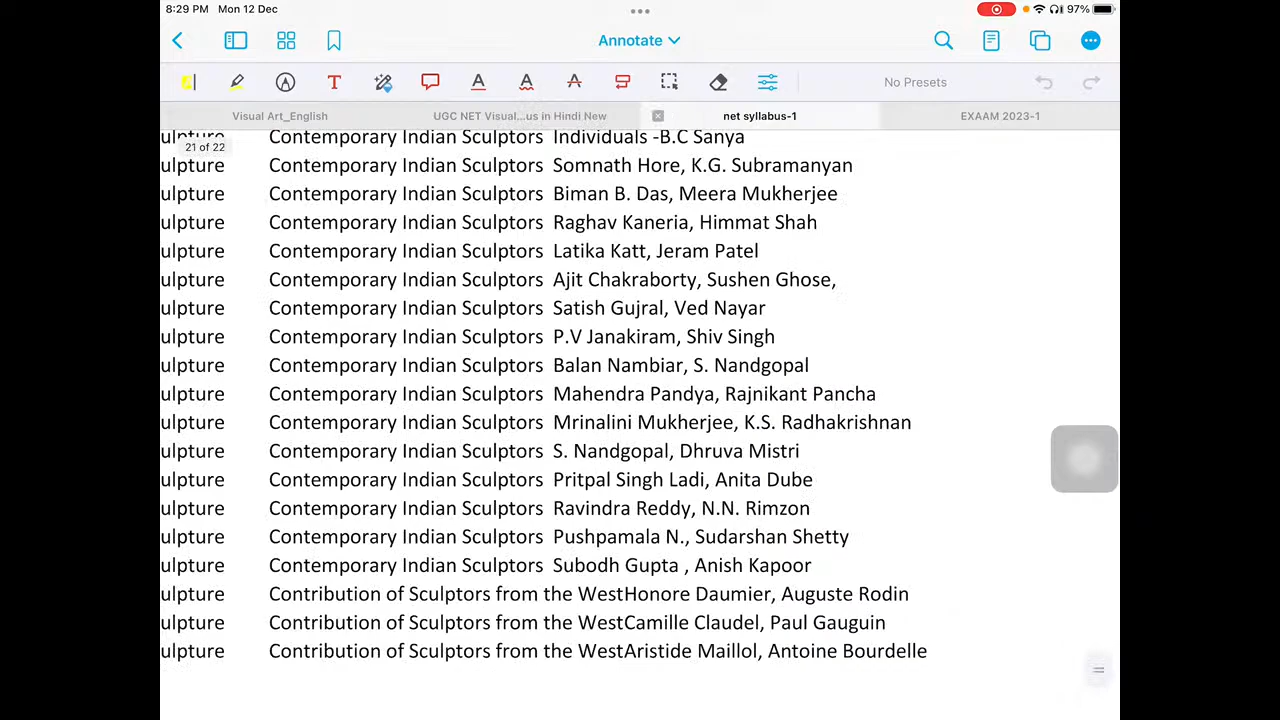 8:29 PM Mon 12 Dec
97%
Annotate
No Presets
Visual Art_English
UGC NET Visual...us in Hindi New
net syllabus-1
EXAAM 2023-1
21 of 22
ulpture Contemporary Indian Sculptors Individuals -B.C Sanya
ulpture Contemporary Indian Sculptors Somnath Hore, K.G. Subramanyan
ulpture Contemporary Indian Sculptors Biman B. Das, Meera Mukherjee
ulpture Contemporary Indian Sculptors Raghav Kaneria, Himmat Shah
ulpture Contemporary Indian Sculptors Latika Katt, Jeram Patel
ulpture Contemporary Indian Sculptors Ajit Chakraborty, Sushen Ghose,
ulpture Contemporary Indian Sculptors Satish Gujral, Ved Nayar
ulpture Contemporary Indian Sculptors P.V Janakiram, Shiv Singh
ulpture Contemporary Indian Sculptors Balan Nambiar, S. Nandgopal
ulpture Contemporary Indian Sculptors Mahendra Pandya, Rajnikant Pancha
ulpture Contemporary Indian Sculptors Mrinalini Mukherjee, K.S. Radhakrishnan
ulpture Contemporary Indian Sculptors S. Nandgopal, Dhruva Mistri
ulpture Contemporary Indian Sculptors Pritpal Singh Ladi, Anita Dube
ulpture Contemporary Indian Sculptors Ravindra Reddy, N.N. Rimzon
ulpture Contemporary Indian Sculptors Pushpamala N., Sudarshan Shetty
ulpture Contemporary Indian Sculptors Subodh Gupta , Anish Kapoor
ulpture Contribution of Sculptors from the WestHonore Daumier, Auguste Rodin
ulpture Contribution of Sculptors from the WestCamille Claudel, Paul Gauguin
ulpture Contribution of Sculptors from the WestAristide Maillol, Antoine Bourdelle